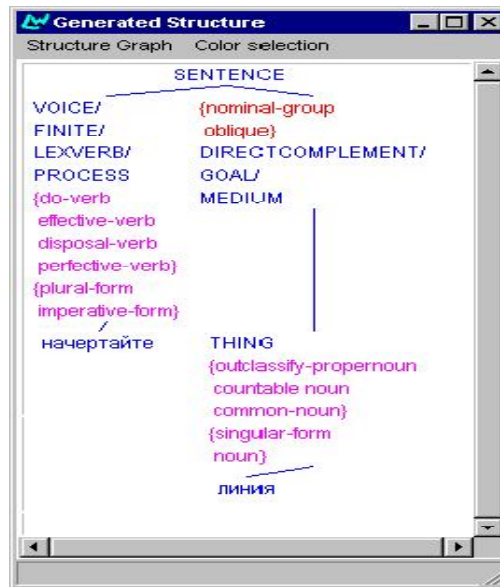 Generated Structure
Structure Graph Color selection
SENTENCE
VOICE/
FINITE/
LEXVERB/
PROCESS
{do-verb
effective-verb
disposal-verb
perfective-verb}
{plural-form
imperative-form}
начертайте
{nominal-group
oblique}
DIRECTCOMPLEMENT/
GOAL/
MEDIUM
THING
{outclassify-propernoun
countable noun
common-noun}
{singular-form
noun}
линия